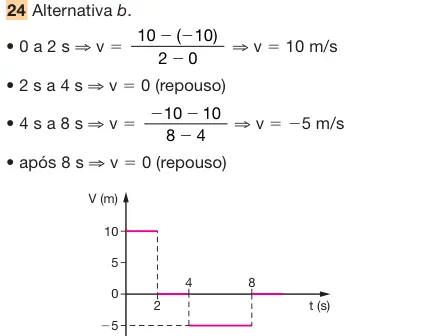 24 Alternativa b.
• 0 a 2 s ⇒ v = 10 − (−10) / 2 − 0 ⇒ v = 10 m/s
• 2 s a 4 s ⇒ v = 0 (repouso)
• 4 s a 8 s ⇒ v = −10 − 10 / 8 − 4 ⇒ v = −5 m/s
• após 8 s ⇒ v = 0 (repouso)
V (m)
10
5
4 8
0
2 t (s)
−5